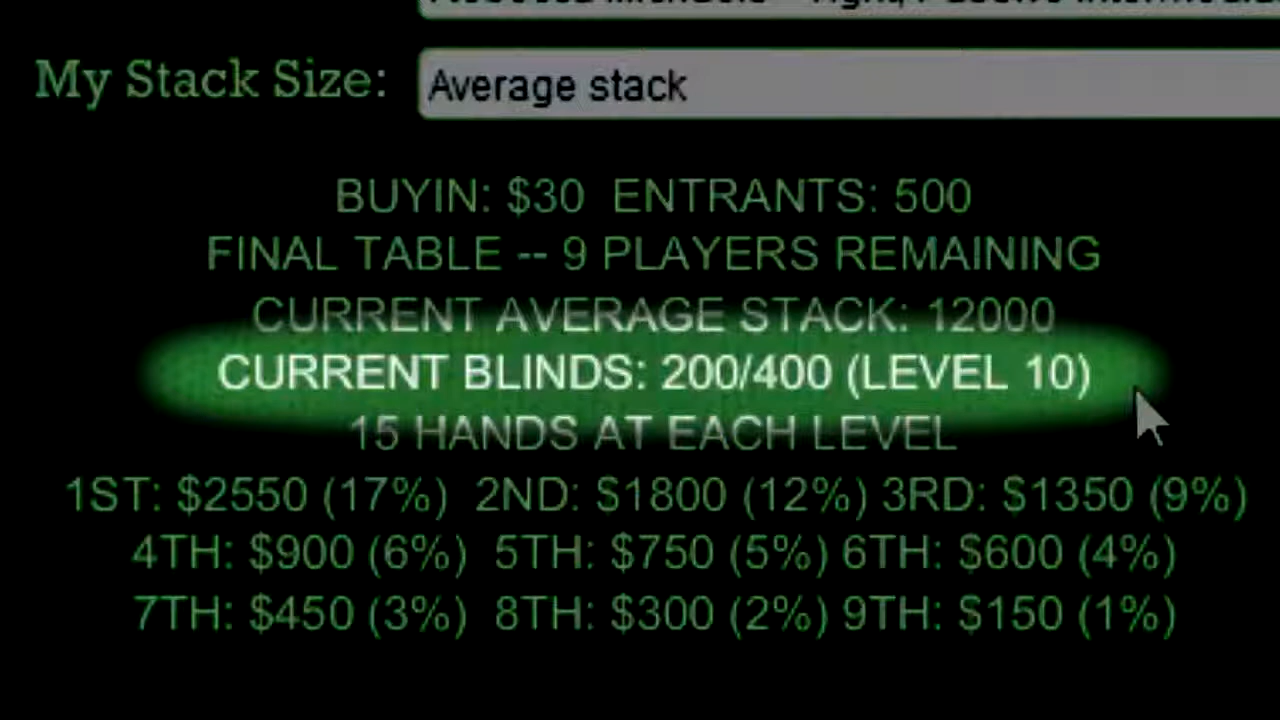 My Stack Size: Average stack
BUYIN: $30 ENTRANTS: 500
FINAL TABLE -- 9 PLAYERS REMAINING
CURRENT AVERAGE STACK: 12000
CURRENT BLINDS: 200/400 (LEVEL 10)
15 HANDS AT EACH LEVEL
1ST: $2550 (17%) 2ND: $1800 (12%) 3RD: $1350 (9%)
4TH: $900 (6%) 5TH: $750 (5%) 6TH: $600 (4%)
7TH: $450 (3%) 8TH: $300 (2%) 9TH: $150 (1%)